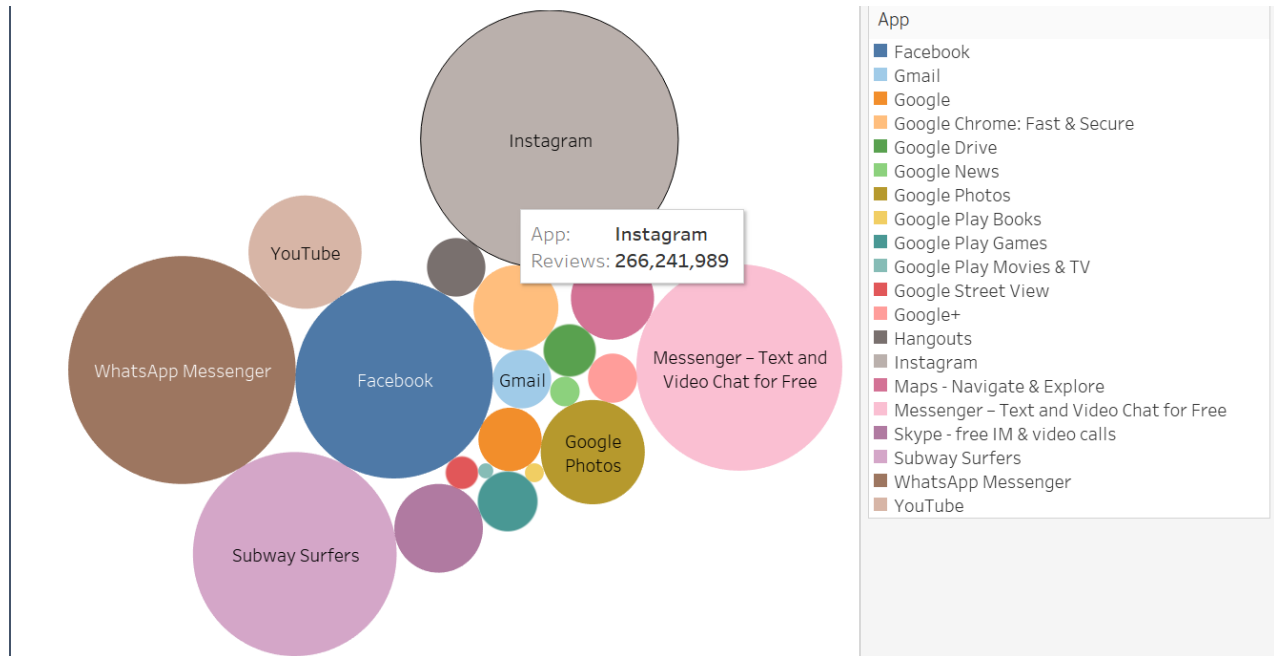 Instagram
App: Instagram
Reviews: 266,241,989
YouTube
WhatsApp Messenger
Facebook
Gmail
Messenger – Text and
Video Chat for Free
Google
Photos
Subway Surfers
App
Facebook
Gmail
Google
Google Chrome: Fast & Secure
Google Drive
Google News
Google Photos
Google Play Books
Google Play Games
Google Play Movies & TV
Google Street View
Google+
Hangouts
Instagram
Maps - Navigate & Explore
Messenger – Text and Video Chat for Free
Skype - free IM & video calls
Subway Surfers
WhatsApp Messenger
YouTube